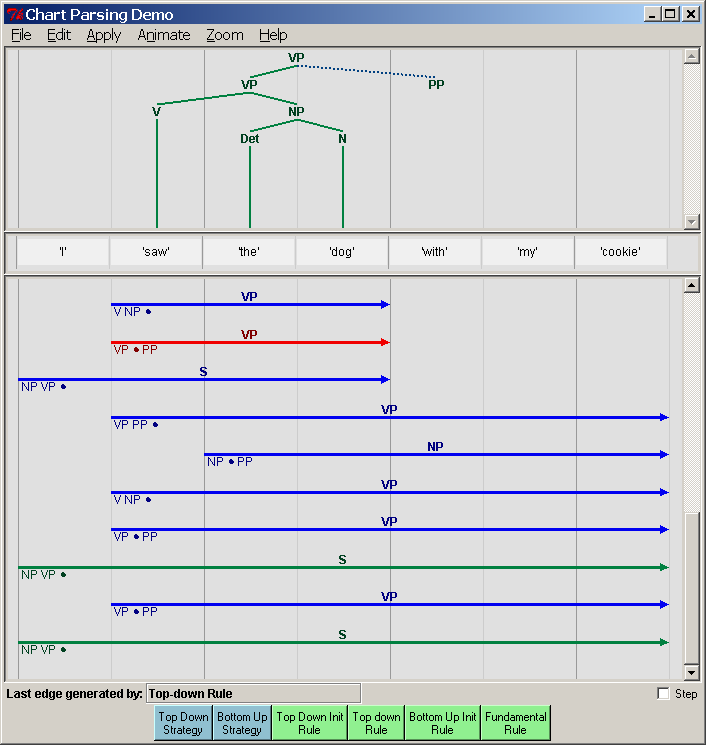 Chart Parsing Demo
File Edit Apply Animate Zoom Help
VP
VP PP
V NP
Det N
'I' 'saw' 'the' 'dog' 'with' 'my' 'cookie'
VP
V NP •
VP
VP • PP
S
NP VP •
VP
VP PP •
NP
NP • PP
VP
V NP •
VP
VP • PP
S
NP VP •
VP
VP • PP
S
NP VP •
Last edge generated by: Top-down Rule Step
Top Down Bottom Up Top Down Init Top down Bottom Up Init Fundamental
Strategy Strategy Rule Rule Rule Rule